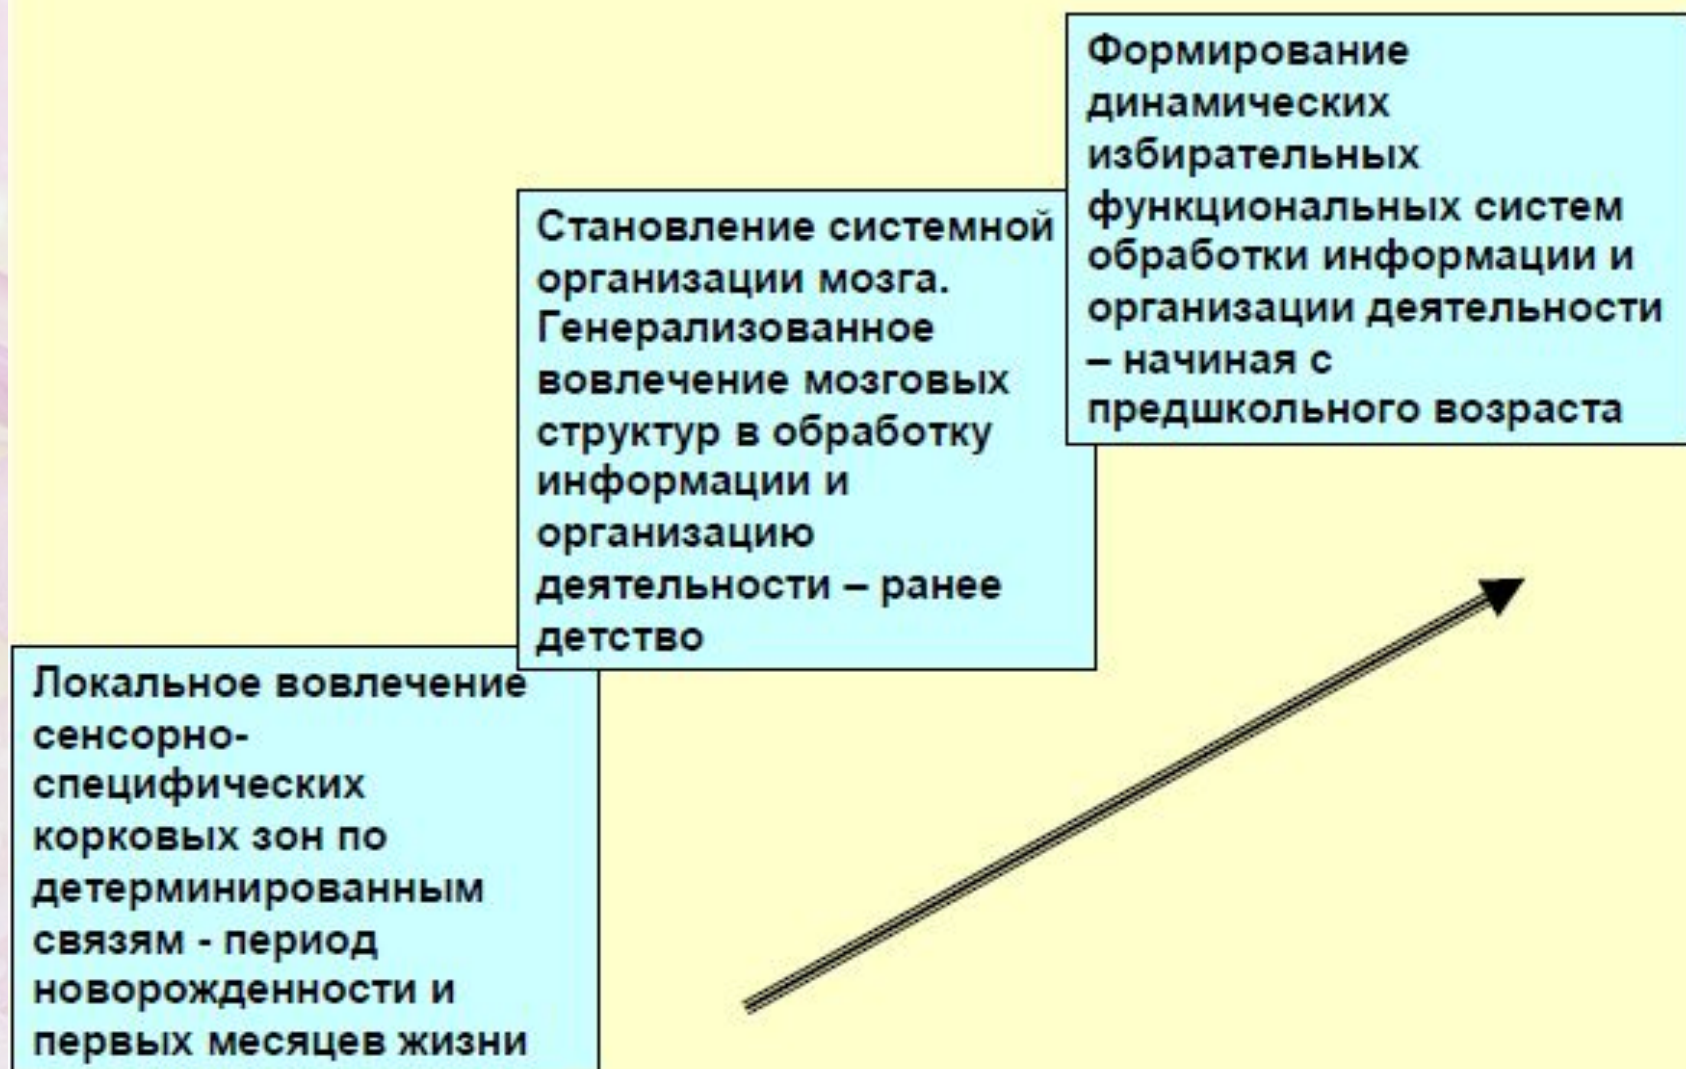 Формирование
динамических
избирательных
функциональных систем
обработки информации и
организации деятельности
– начиная с
предшкольного возраста
Становление системной
организации мозга.
Генерализованное
вовлечение мозговых
структур в обработку
информации и
организацию
деятельности – ранее
детство
Локальное вовлечение
сенсорно-
специфических
корковых зон по
детерминированным
связям - период
новорожденности и
первых месяцев жизни